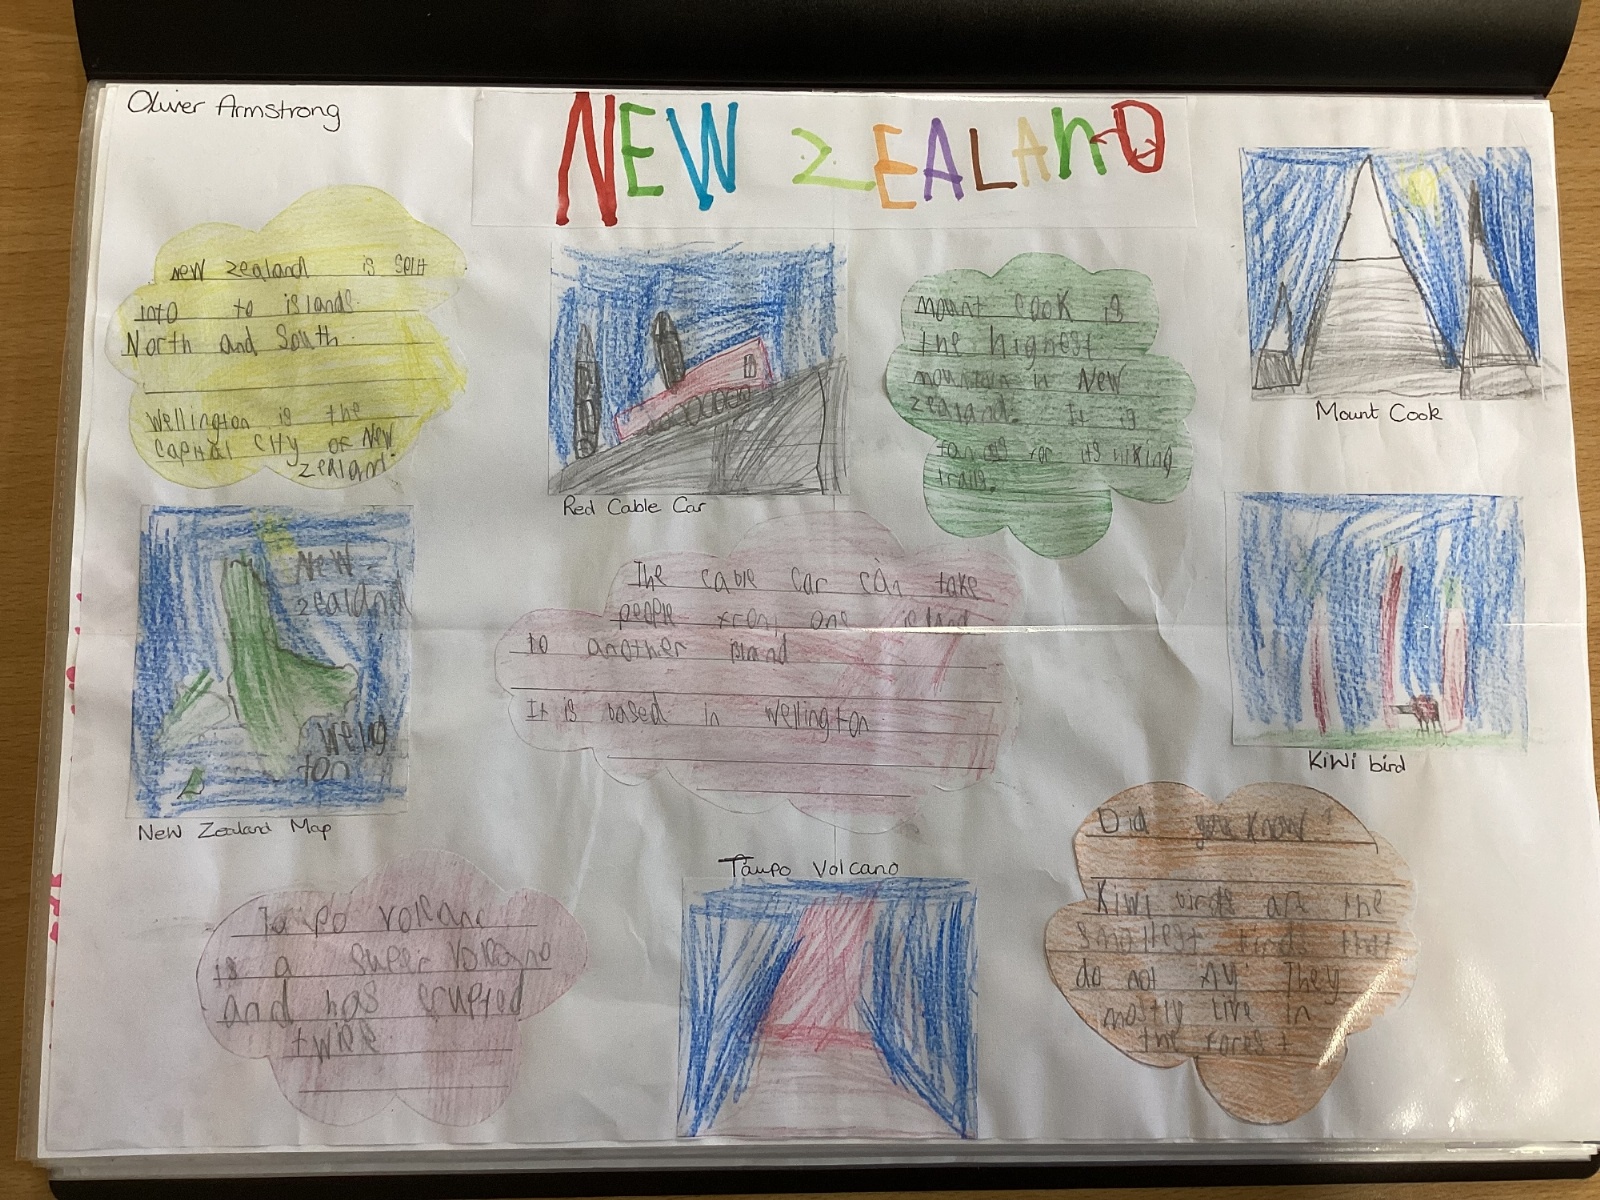 Oliver Armstrong
NEW ZEALAnD
New zealand is split
into to islands
North and South
Wellington is the
capital city of New
zealand.
Red Cable Car
Mount Cook is
the highest
mountain in New
zealand. It is
for its hiking
trails.
Mount Cook
New
zealand
Weling
ton
New Zealand Map
The cable car can take
people from one island
to another
It is based in wellington
Kiwi bird
Taupo Volcano
Taupo volcano
is a super volcano
and has erupted
twice
Did you know?
Kiwi birds are the
smallest birds that
do not fly. They
mostly live in
the forest